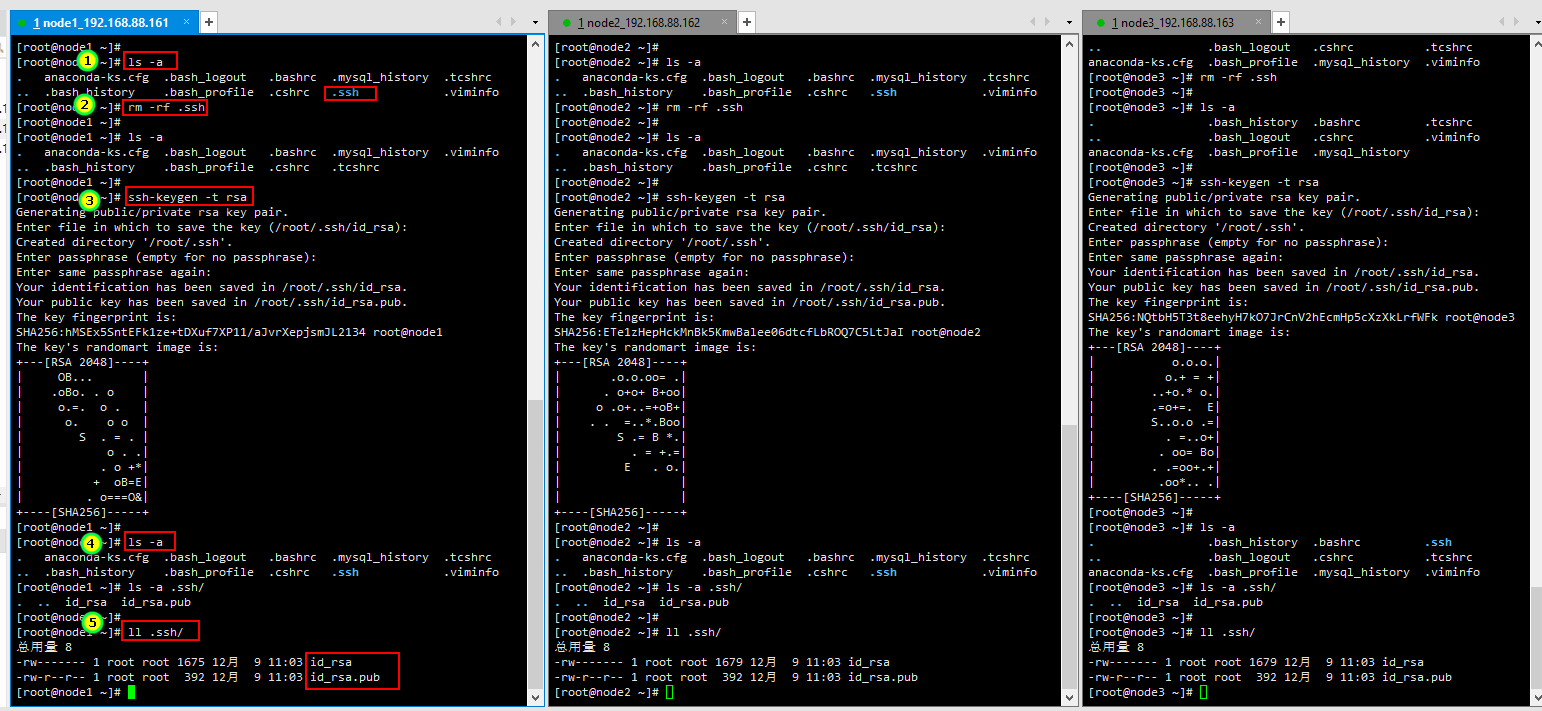 1 node1_192.168.88.161 × +
[root@node1 ~]#
[root@node1 ~]# ls -a
1
.   anaconda-ks.cfg  .bash_logout   .bashrc  .mysql_history  .tcshrc
..  .bash_history    .bash_profile  .cshrc   .ssh            .viminfo
[root@node1 ~]# rm -rf .ssh
2
[root@node1 ~]#
[root@node1 ~]# ls -a
.   anaconda-ks.cfg  .bash_logout   .bashrc  .mysql_history  .viminfo
..  .bash_history    .bash_profile  .cshrc   .tcshrc
[root@node1 ~]#
[root@node1 ~]# ssh-keygen -t rsa
3
Generating public/private rsa key pair.
Enter file in which to save the key (/root/.ssh/id_rsa):
Created directory '/root/.ssh'.
Enter passphrase (empty for no passphrase):
Enter same passphrase again:
Your identification has been saved in /root/.ssh/id_rsa.
Your public key has been saved in /root/.ssh/id_rsa.pub.
The key fingerprint is:
SHA256:hMSEx5SntEFk1ze+tDXuf7XP11/aJvrXepjsmJL2134 root@node1
The key's randomart image is:
+---[RSA 2048]----+
|     OB...       |
|    .oBo. . o    |
|     o.=.  o .   |
|      o.    o o  |
|        S  . = . |
|            o . .|
|           . o +*|
|          +  oB=E|
|         . o===O&|
+----[SHA256]-----+
[root@node1 ~]#
[root@node1 ~]# ls -a
4
.   anaconda-ks.cfg  .bash_logout   .bashrc  .mysql_history  .tcshrc
..  .bash_history    .bash_profile  .cshrc   .ssh            .viminfo
[root@node1 ~]# ls -a .ssh/
.  ..  id_rsa  id_rsa.pub
[root@node1 ~]#
5
[root@node1 ~]# ll .ssh/
总用量 8
-rw------- 1 root root 1675 12月  9 11:03 id_rsa
-rw-r--r-- 1 root root  392 12月  9 11:03 id_rsa.pub
[root@node1 ~]#
1 node2_192.168.88.162 × +
[root@node2 ~]#
[root@node2 ~]# ls -a
.   anaconda-ks.cfg  .bash_logout   .bashrc  .mysql_history  .tcshrc
..  .bash_history    .bash_profile  .cshrc   .ssh            .viminfo
[root@node2 ~]# rm -rf .ssh
[root@node2 ~]#
[root@node2 ~]# ls -a
.   anaconda-ks.cfg  .bash_logout   .bashrc  .mysql_history  .viminfo
..  .bash_history    .bash_profile  .cshrc   .tcshrc
[root@node2 ~]#
[root@node2 ~]# ssh-keygen -t rsa
Generating public/private rsa key pair.
Enter file in which to save the key (/root/.ssh/id_rsa):
Created directory '/root/.ssh'.
Enter passphrase (empty for no passphrase):
Enter same passphrase again:
Your identification has been saved in /root/.ssh/id_rsa.
Your public key has been saved in /root/.ssh/id_rsa.pub.
The key fingerprint is:
SHA256:ETe1zHepHckMnBk5KmwBalee06dtcfLbROQ7C5LtJaI root@node2
The key's randomart image is:
+---[RSA 2048]----+
|       .o.o.oo= .|
|      . o+o+ B+oo|
|     o .o+..=+oB+|
|    . .  =..*.Boo|
|        S .= B *.|
|          . = +.=|
|         E   . o.|
|                 |
|                 |
+----[SHA256]-----+
[root@node2 ~]#
[root@node2 ~]# ls -a
.   anaconda-ks.cfg  .bash_logout   .bashrc  .mysql_history  .tcshrc
..  .bash_history    .bash_profile  .cshrc   .ssh            .viminfo
[root@node2 ~]# ls -a .ssh/
.  ..  id_rsa  id_rsa.pub
[root@node2 ~]#
[root@node2 ~]# ll .ssh/
总用量 8
-rw------- 1 root root 1679 12月  9 11:03 id_rsa
-rw-r--r-- 1 root root  392 12月  9 11:03 id_rsa.pub
[root@node2 ~]#
1 node3_192.168.88.163 × +
..               .bash_logout   .cshrc          .tcshrc
anaconda-ks.cfg  .bash_profile  .mysql_history  .viminfo
[root@node3 ~]# rm -rf .ssh
[root@node3 ~]#
[root@node3 ~]# ls -a
.                .bash_history  .bashrc         .tcshrc
..               .bash_logout   .cshrc          .viminfo
anaconda-ks.cfg  .bash_profile  .mysql_history
[root@node3 ~]#
[root@node3 ~]# ssh-keygen -t rsa
Generating public/private rsa key pair.
Enter file in which to save the key (/root/.ssh/id_rsa):
Created directory '/root/.ssh'.
Enter passphrase (empty for no passphrase):
Enter same passphrase again:
Your identification has been saved in /root/.ssh/id_rsa.
Your public key has been saved in /root/.ssh/id_rsa.pub.
The key fingerprint is:
SHA256:NQtbH5T3t8eehyH7kO7JrCnV2hEcmHp5cXzXkLrfWFk root@node3
The key's randomart image is:
+---[RSA 2048]----+
|           o.o.o.|
|          o.+ = +|
|        ..+o.* o.|
|        .=o+=.  E|
|        S..o.o .=|
|          . =..o+|
|         . oo= Bo|
|        . .=oo+.+|
|         .oo*.. .|
+----[SHA256]-----+
[root@node3 ~]#
[root@node3 ~]# ls -a
.                .bash_history  .bashrc         .ssh
..               .bash_logout   .cshrc          .tcshrc
anaconda-ks.cfg  .bash_profile  .mysql_history  .viminfo
[root@node3 ~]# ls -a .ssh/
.  ..  id_rsa  id_rsa.pub
[root@node3 ~]#
[root@node3 ~]# ll .ssh/
总用量 8
-rw------- 1 root root 1679 12月  9 11:03 id_rsa
-rw-r--r-- 1 root root  392 12月  9 11:03 id_rsa.pub
[root@node3 ~]#